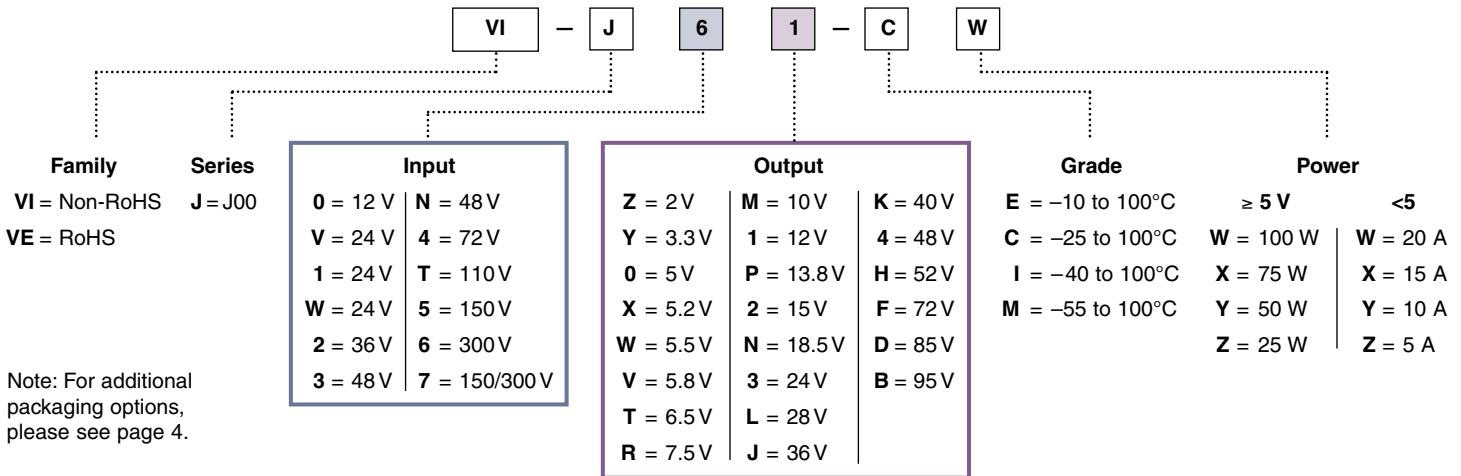 VI – J 6 1 – C W
Family Series Input Output Grade Power
VI = Non-RoHS J = J00 0 = 12 V N = 48 V Z = 2 V M = 10 V K = 40 V E = –10 to 100°C ≥ 5 V <5
VE = RoHS V = 24 V 4 = 72 V Y = 3.3 V 1 = 12 V 4 = 48 V C = –25 to 100°C W = 100 W W = 20 A
1 = 24 V T = 110 V 0 = 5 V P = 13.8 V H = 52 V I = –40 to 100°C X = 75 W X = 15 A
W = 24 V 5 = 150 V X = 5.2 V 2 = 15 V F = 72 V M = –55 to 100°C Y = 50 W Y = 10 A
2 = 36 V 6 = 300 V W = 5.5 V N = 18.5 V D = 85 V Z = 25 W Z = 5 A
3 = 48 V 7 = 150/300 V V = 5.8 V 3 = 24 V B = 95 V
T = 6.5 V L = 28 V
R = 7.5 V J = 36 V
Note: For additional
packaging options,
please see page 4.